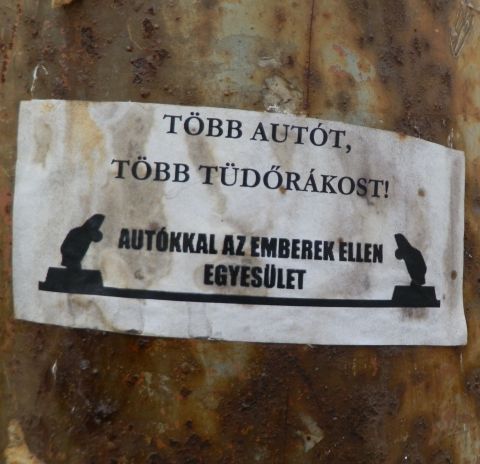 TÖBB AUTÓT,
TÖBB TÜDŐRÁKOST!
AUTÓKKAL AZ EMBEREK ELLEN
EGYESÜLET